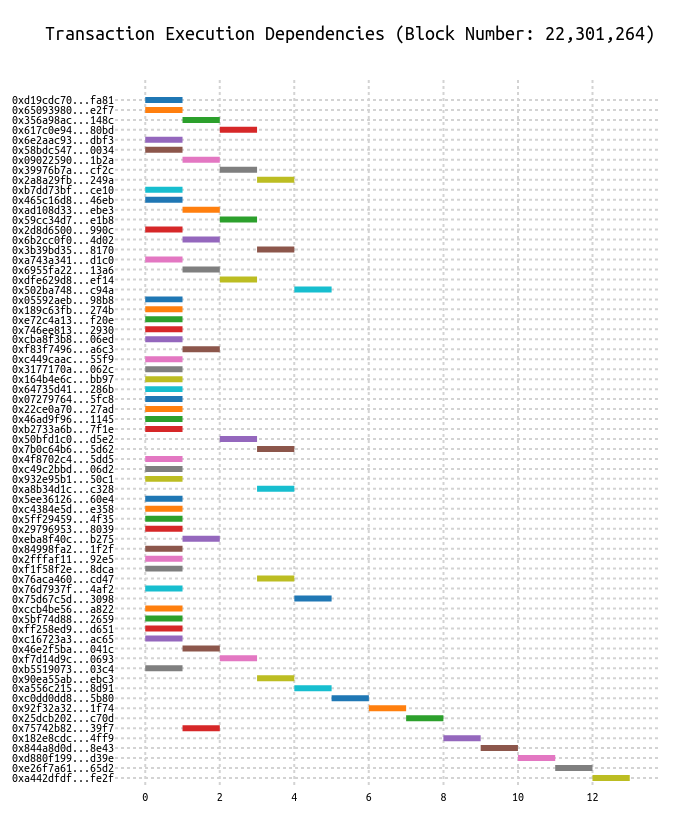 Transaction Execution Dependencies (Block Number: 22,301,264)
0xd19cdc70...fa81
0x65093980...e2f7
0x356a98ac...148c
0x617c0e94...80bd
0x6e2aac93...dbf3
0x58bdc547...0034
0x09022590...1b2a
0x39976b7a...cf2c
0x2a8a29fb...249a
0xb7dd73bf...ce10
0x465c16d8...46eb
0xad108d33...ebe3
0x59cc34d7...e1b8
0x2d8d6500...990c
0x6b2cc0f0...4d02
0x3b39bd35...8170
0xa743a341...d1c0
0x6955fa22...13a6
0xdfe629d8...ef14
0x502ba748...c94a
0x05592aeb...98b8
0x189c63fb...274b
0xe72c4a13...f20e
0x746ee813...2930
0xcba8f3b8...06ed
0xf83f7496...a6c3
0xc449caac...55f9
0x3177170a...062c
0x164b4e6c...bb97
0x64735d41...286b
0x07279764...5fc8
0x22ce0a70...27ad
0x46ad9f96...1145
0xb2733a6b...7f1e
0x50bfd1c0...d5e2
0x7b0c64b6...5d62
0x4f8702c4...5dd5
0xc49c2bbd...06d2
0x932e95b1...50c1
0xa8b34d1c...c328
0x5ee36126...60e4
0xc4384e5d...e358
0x5ff29459...4f35
0x29796953...8039
0xeba8f40c...b275
0x84998fa2...1f2f
0x2fffaf11...92e5
0xf1f58f2e...8dca
0x76aca460...cd47
0x76d7937f...4af2
0x75d67c5d...3098
0xccb4be56...a822
0x5bf74d88...2659
0xff258ed9...d651
0xc16723a3...ac65
0x46e2f5ba...041c
0xf7d14d9c...0693
0xb5519073...03c4
0x90ea55ab...ebc3
0xa556c215...8d91
0xc0dd0dd8...5b80
0x92f32a32...1f74
0x25dcb202...c70d
0x75742b82...39f7
0x182e8cdc...4ff9
0x844a8d0d...8e43
0xd880f199...d39e
0xe26f7a61...65d2
0xa442dfdf...fe2f
0 2 4 6 8 10 12